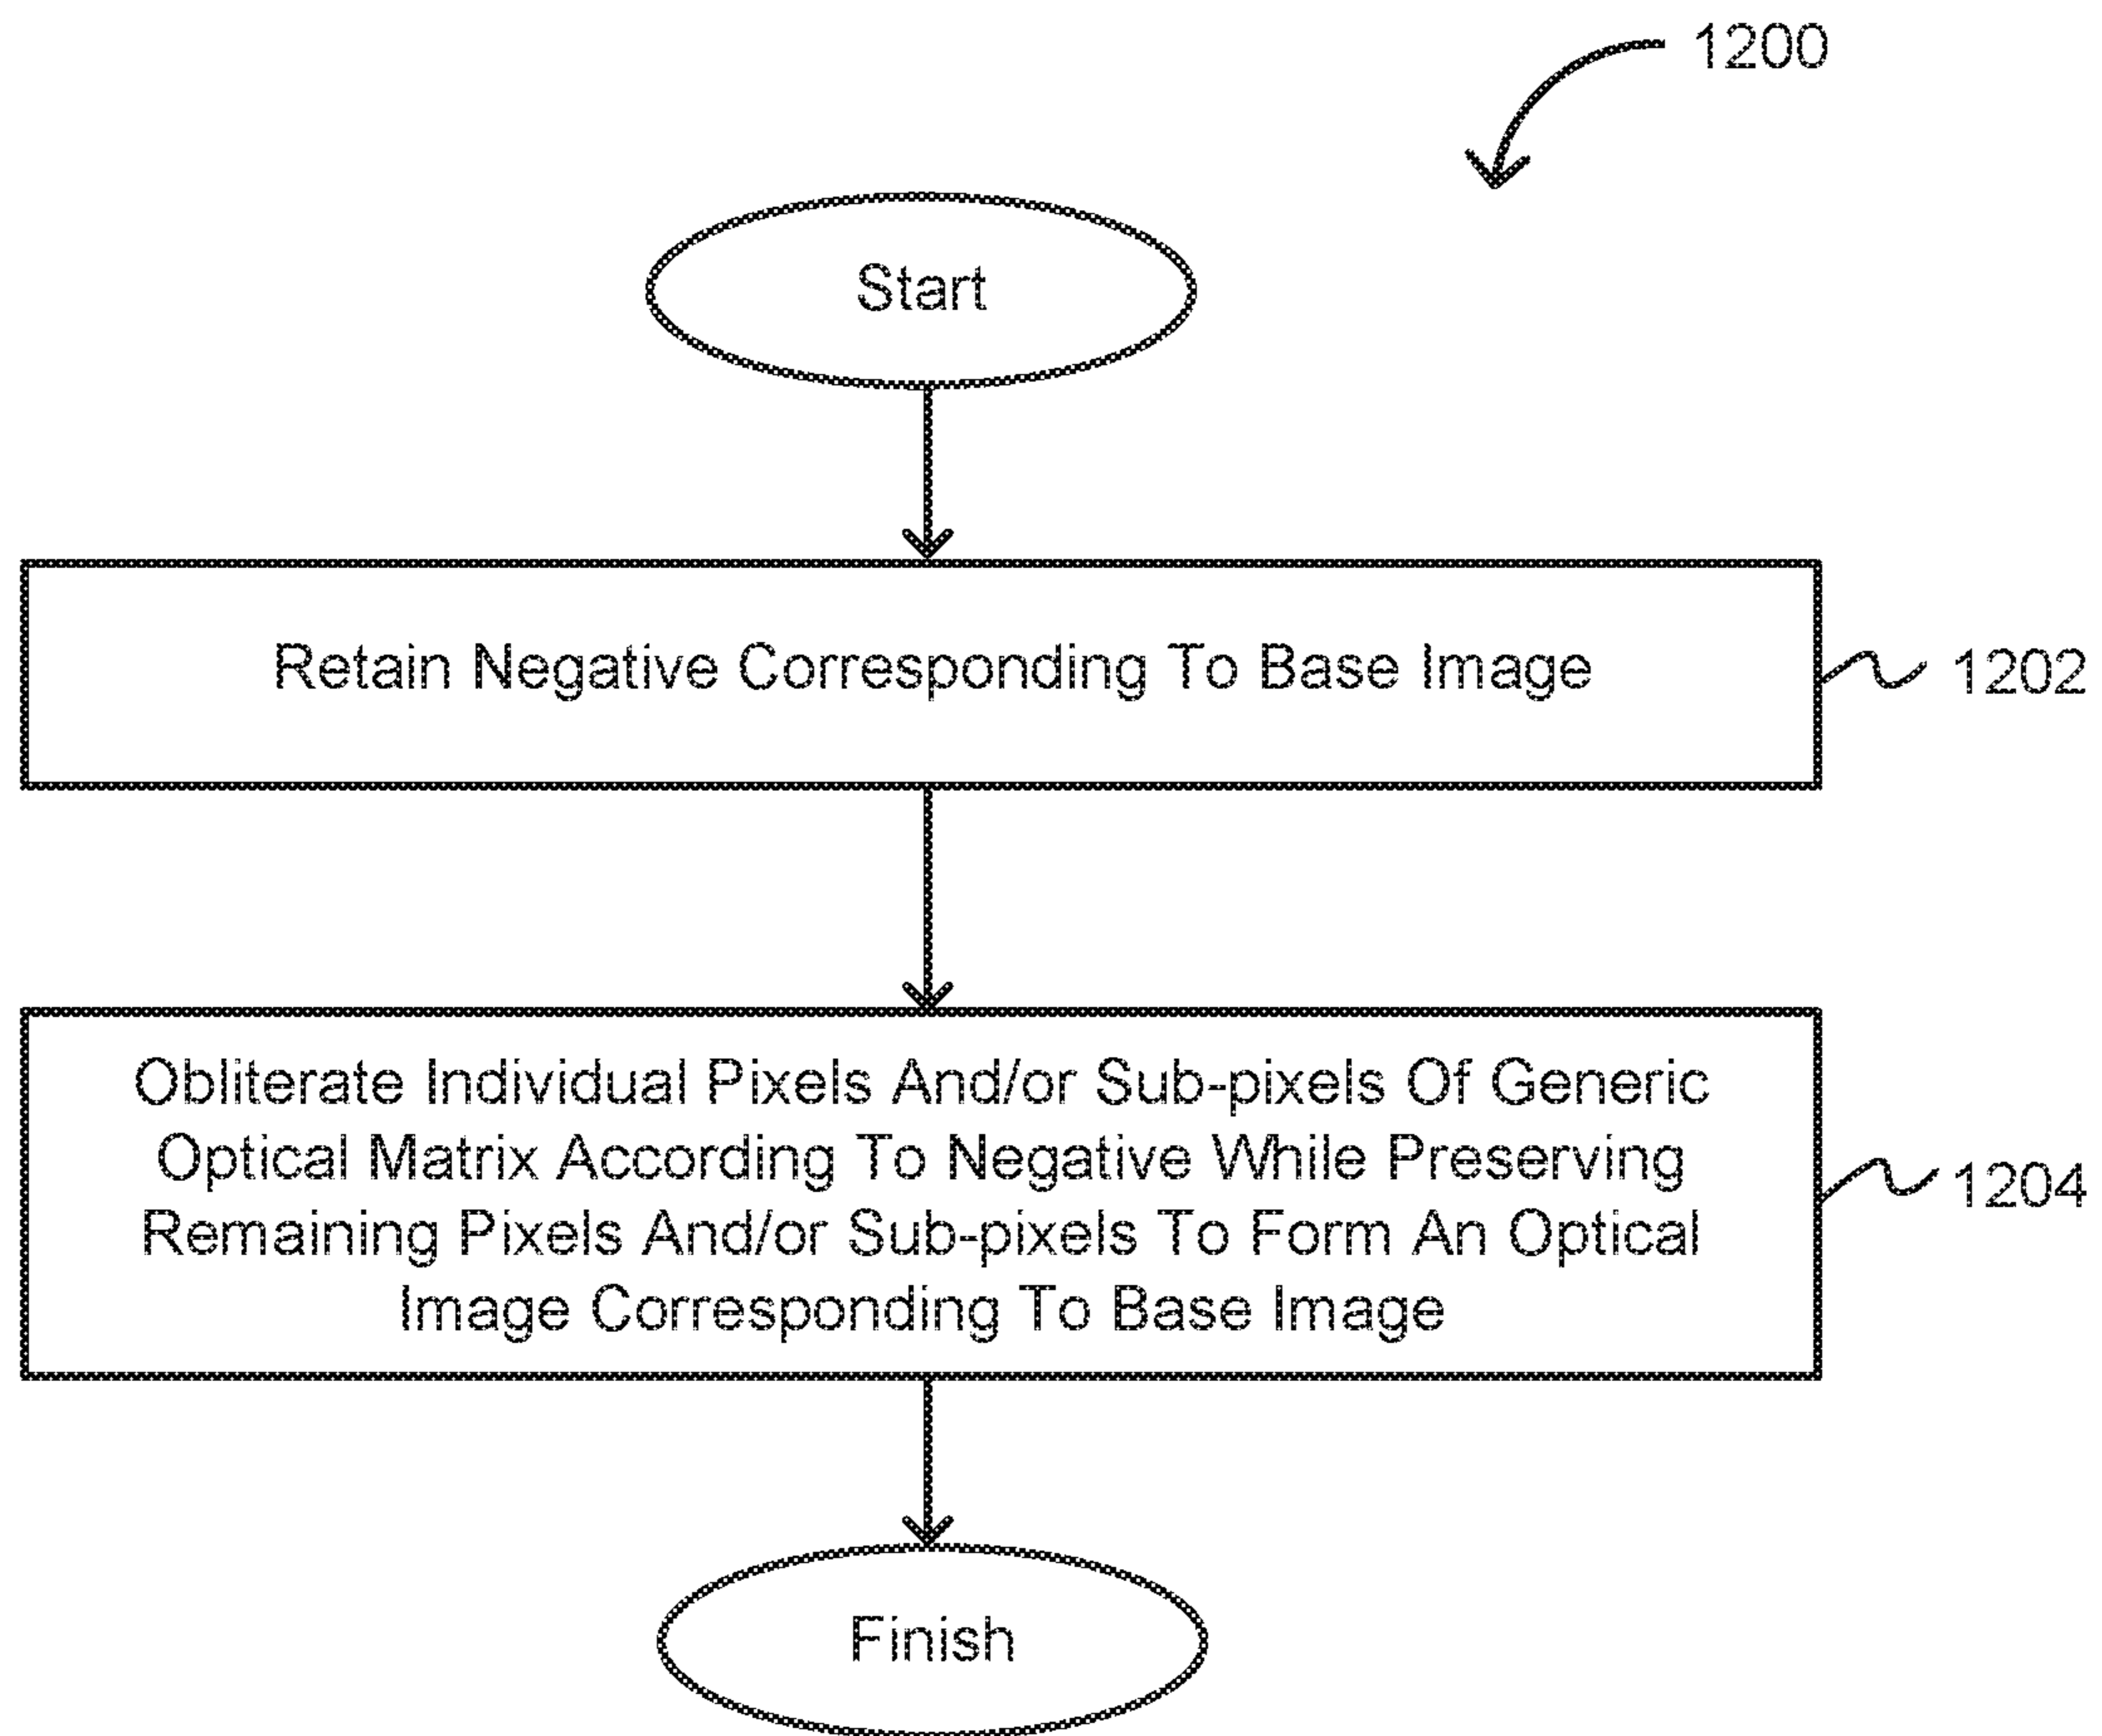 1200
Start
Retain Negative Corresponding To Base Image
1202
Obliterate Individual Pixels And/or Sub-pixels Of Generic
Optical Matrix According To Negative While Preserving
Remaining Pixels And/or Sub-pixels To Form An Optical
Image Corresponding To Base Image
1204
Finish